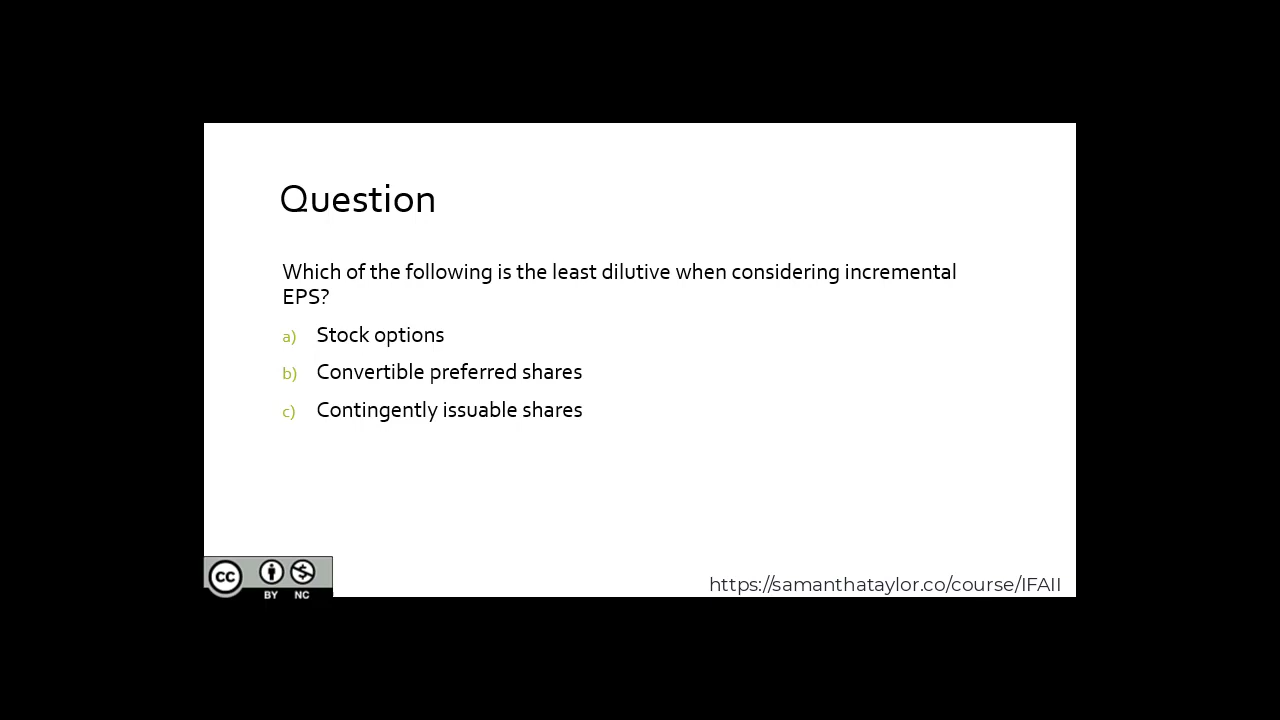 Question
Which of the following is the least dilutive when considering incremental
EPS?
a) Stock options
b) Convertible preferred shares
c) Contingently issuable shares
CC BY NC
https://samanthataylor.co/course/IFAII